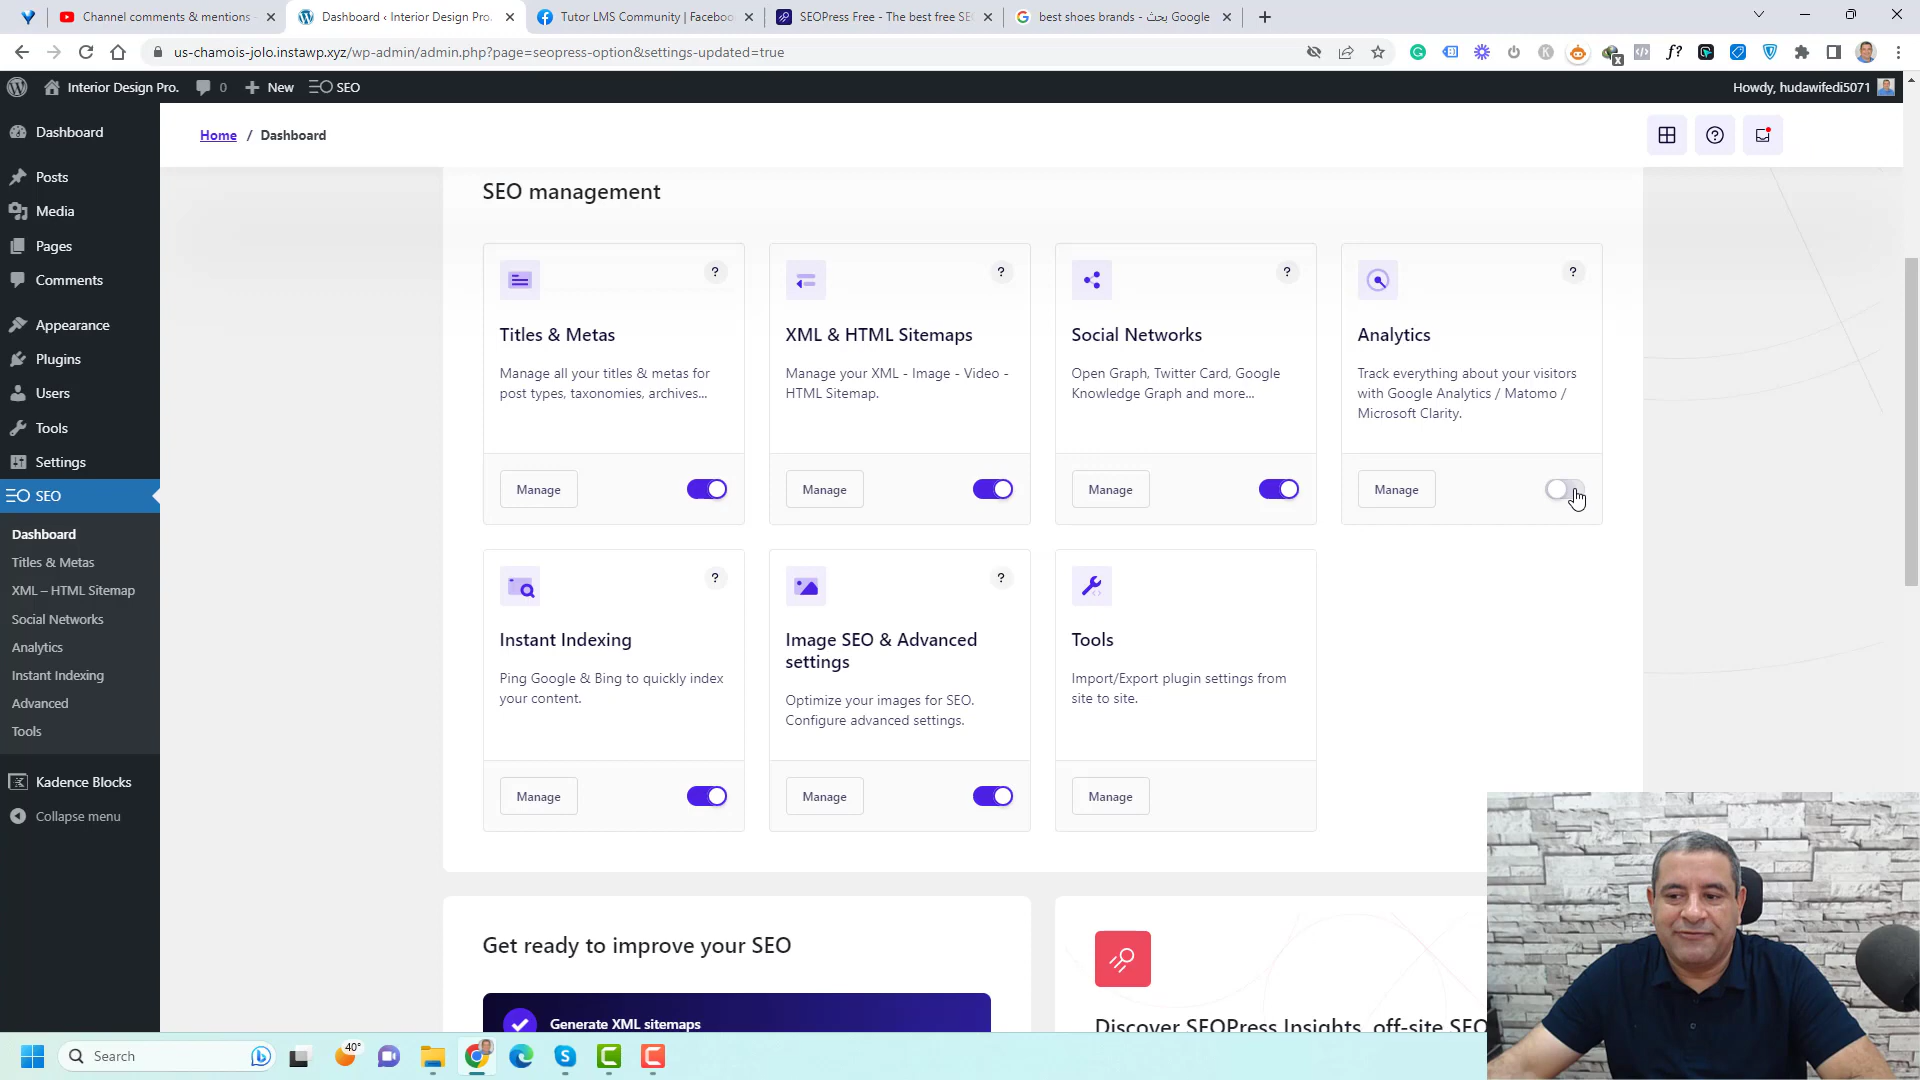 Channel comments & mentions -
Dashboard ‹ Interior Design Pro.
Tutor LMS Community | Facebook
SEOPress Free - The best free SEO
best shoes brands - بحث Google
us-chamois-jolo.instawp.xyz/wp-admin/admin.php?page=seopress-option&settings-updated=true
Interior Design Pro.
0
New
SEO
Howdy, hudawifedi5071
Home / Dashboard
Dashboard
Posts
Media
Pages
Comments
Appearance
Plugins
Users
Tools
Settings
SEO
Dashboard
Titles & Metas
XML – HTML Sitemap
Social Networks
Analytics
Instant Indexing
Advanced
Tools
Kadence Blocks
Collapse menu
SEO management
?
Titles & Metas
Manage all your titles & metas for
post types, taxonomies, archives...
Manage
?
XML & HTML Sitemaps
Manage your XML - Image - Video -
HTML Sitemap.
Manage
?
Social Networks
Open Graph, Twitter Card, Google
Knowledge Graph and more...
Manage
?
Analytics
Track everything about your visitors
with Google Analytics / Matomo /
Microsoft Clarity.
Manage
?
Instant Indexing
Ping Google & Bing to quickly index
your content.
Manage
?
Image SEO & Advanced
settings
Optimize your images for SEO.
Configure advanced settings.
Manage
Tools
Import/Export plugin settings from
site to site.
Manage
Get ready to improve your SEO
Generate XML sitemaps
Discover SEOPress Insights, off-site SEO
Search
40°